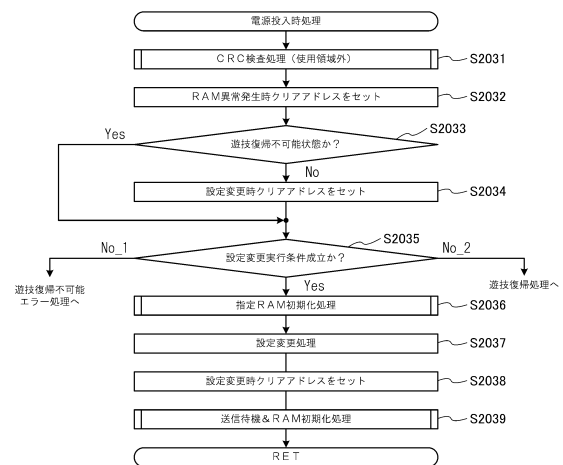 電源投入時処理
CRC検査処理（使用領域外） S2031
RAM異常発生時クリアアドレスをセット S2032
S2033
Yes
遊技復帰不可能状態か？
No
設定変更時クリアアドレスをセット S2034
S2035
No_1
設定変更実行条件成立か？
No_2
遊技復帰不可能
エラー処理へ
Yes
遊技復帰処理へ
指定RAM初期化処理 S2036
設定変更処理 S2037
設定変更時クリアアドレスをセット S2038
送信待機&RAM初期化処理 S2039
RET